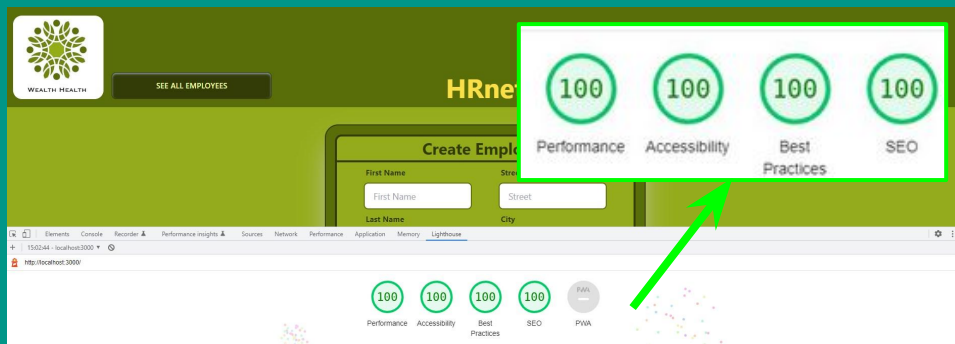 WEALTH HEALTH
SEE ALL EMPLOYEES
HRne
Create Emplo
First Name
Stre
First Name
Street
Last Name
City
100 100 100 100
Performance Accessibility Best Practices SEO
Elements Console Recorder Performance insights Sources Network Performance Application Memory Lighthouse
+ 15:02:44 - localhost:3000
http://localhost:3000/
100 100 100 100 PWA
Performance Accessibility Best Practices SEO PWA